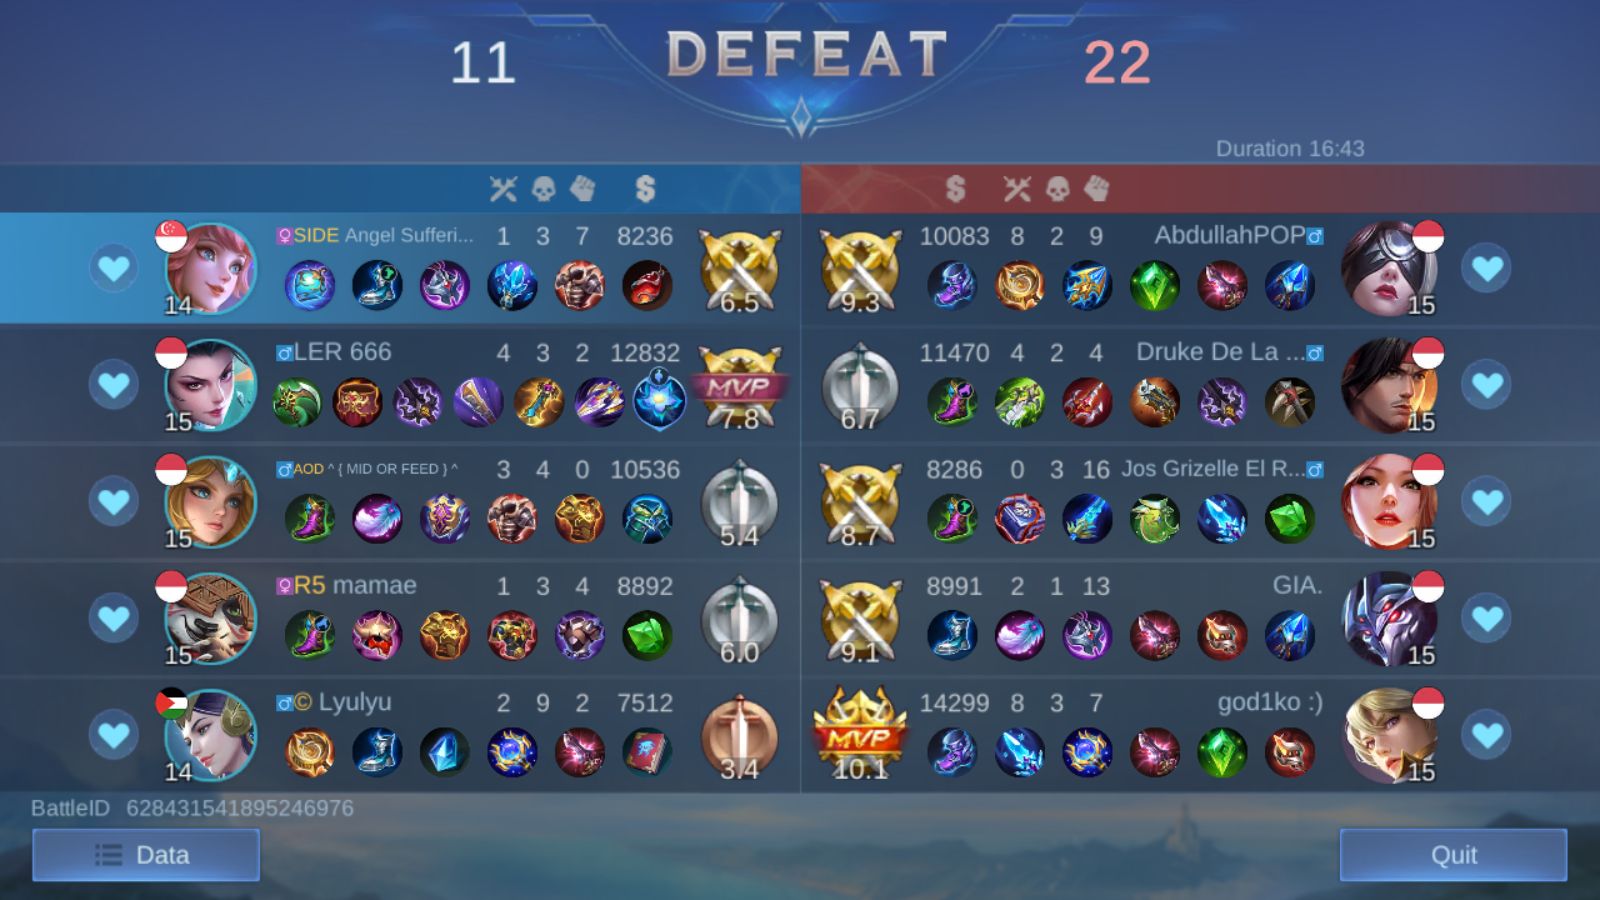 11 DEFEAT 22
Duration 16:43
SIDE Angel Sufferi... 1 3 7 8236
14 6.5
10083 8 2 9 AbdullahPOP
9.3 15
LER 666 4 3 2 12832
15 MVP 7.8
11470 4 2 4 Druke De La ...
6.7 15
AOD ^ { MID OR FEED } ^ 3 4 0 10536
15 5.4
8286 0 3 16 Jos Grizelle El R...
8.7 15
R5 mamae 1 3 4 8892
15 6.0
8991 2 1 13 GIA.
9.1 15
© Lyulyu 2 9 2 7512
14 3.4
14299 8 3 7 god1ko :)
MVP 10.1 15
BattleID 628431541895246976
Data Quit